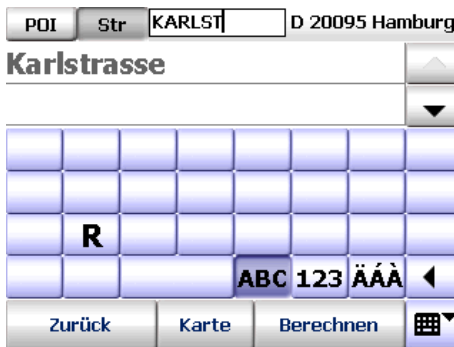 POI Str KARLST D 20095 Hamburg
Karlstrasse
R
ABC 123 ÄÁÀ
Zurück Karte Berechnen